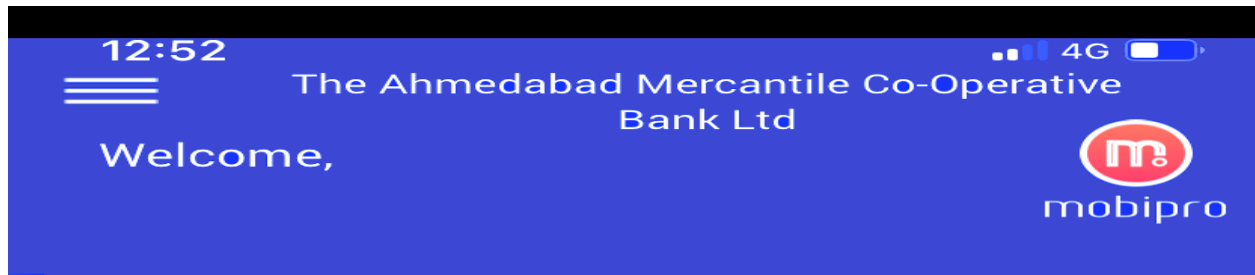 12:52 4G
The Ahmedabad Mercantile Co-Operative
Bank Ltd
Welcome,
m.
mobipro